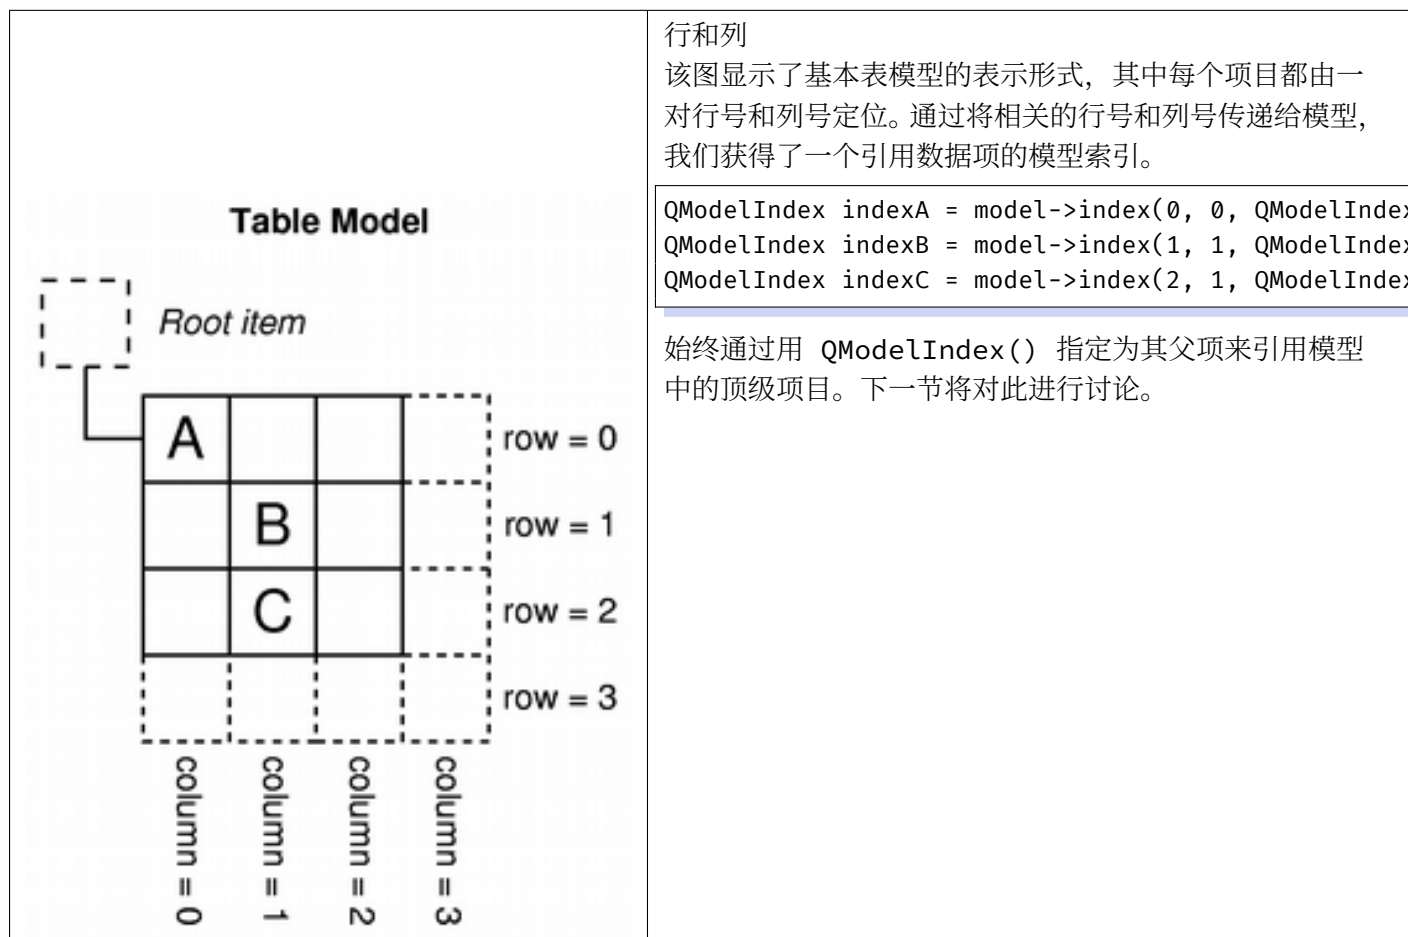 Table Model
Root item
A
row = 0
B
row = 1
C
row = 2
row = 3
column = 0
column = 1
column = 2
column = 3
行和列
该图显示了基本表模型的表示形式，其中每个项目都由一
对行号和列号定位。通过将相关的行号和列号传递给模型，
我们获得了一个引用数据项的模型索引。
QModelIndex indexA = model->index(0, 0, QModelIndex
QModelIndex indexB = model->index(1, 1, QModelIndex
QModelIndex indexC = model->index(2, 1, QModelIndex
始终通过用 QModelIndex() 指定为其父项来引用模型
中的顶级项目。下一节将对此进行讨论。